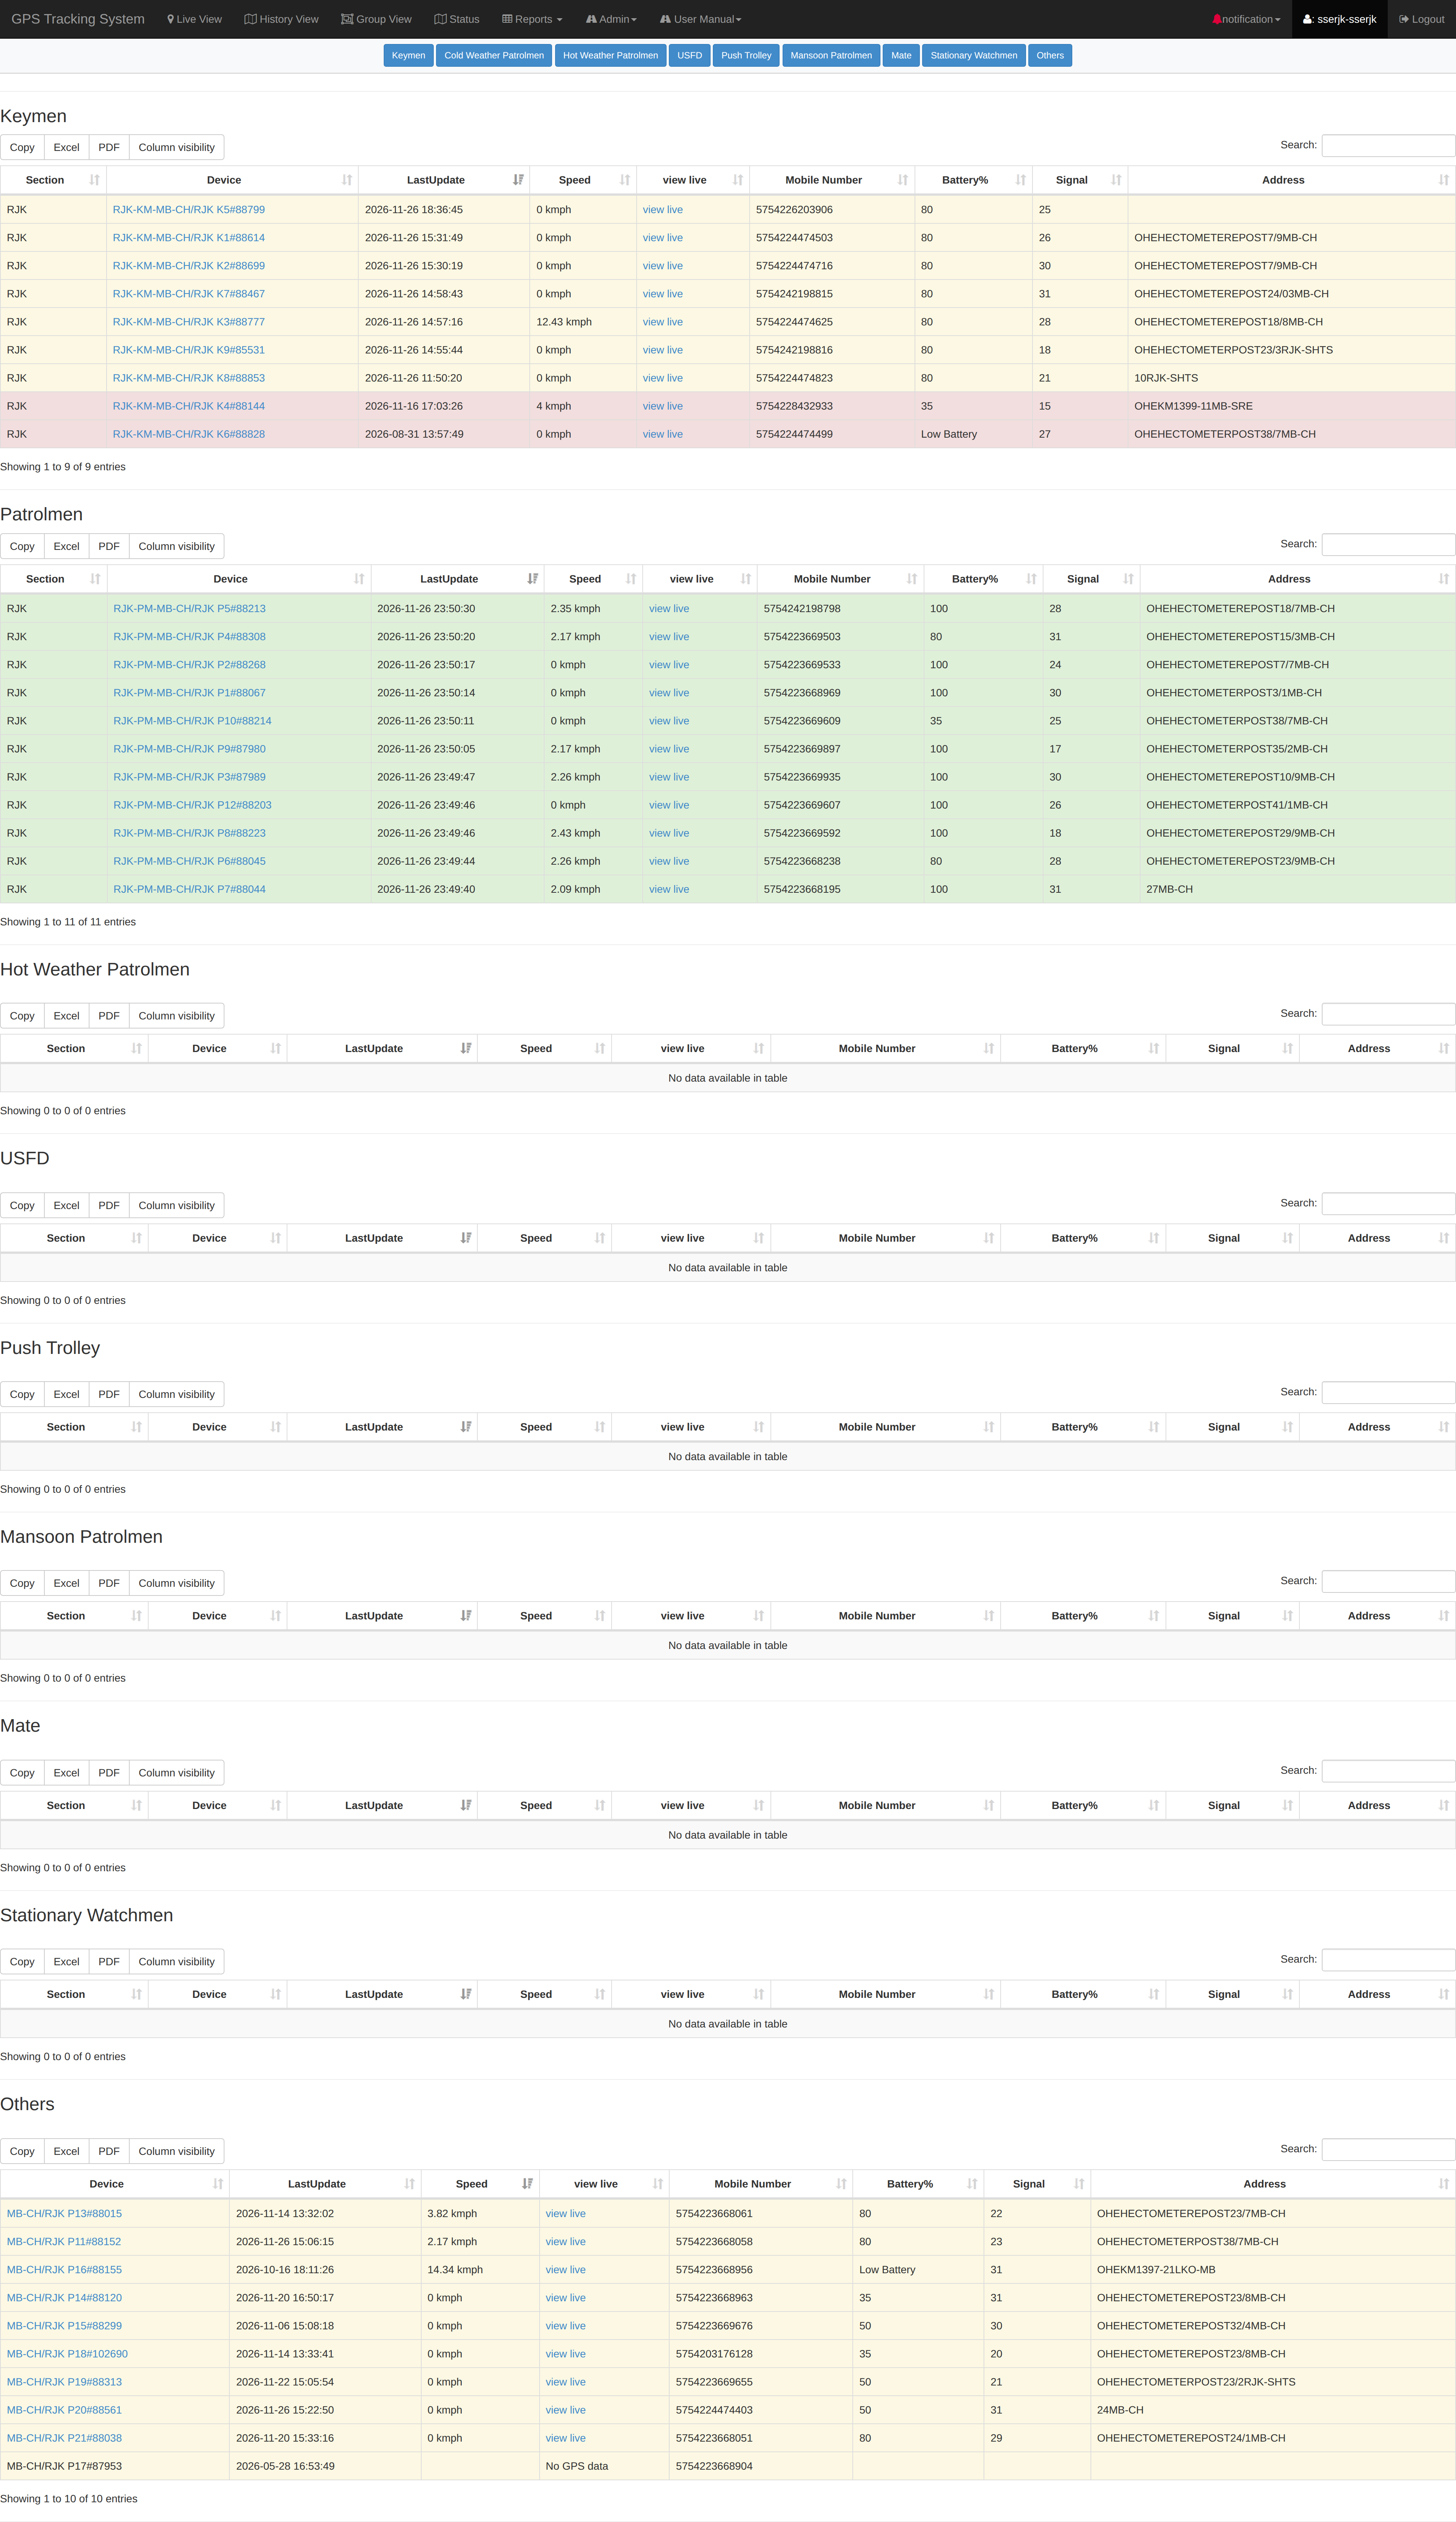 GPS Tracking System Live View History View Group View Status Reports Admin User Manual notification : sserjk-sserjk Logout
Keymen Cold Weather Patrolmen Hot Weather Patrolmen USFD Push Trolley Mansoon Patrolmen Mate Stationary Watchmen Others
Keymen
Copy Excel PDF Column visibility Search:
Section Device LastUpdate Speed view live Mobile Number Battery% Signal Address
RJK RJK-KM-MB-CH/RJK K5#88799 2026-11-26 18:36:45 0 kmph view live 5754226203906 80 25
RJK RJK-KM-MB-CH/RJK K1#88614 2026-11-26 15:31:49 0 kmph view live 5754224474503 80 26 OHEHECTOMETEREPOST7/9MB-CH
RJK RJK-KM-MB-CH/RJK K2#88699 2026-11-26 15:30:19 0 kmph view live 5754224474716 80 30 OHEHECTOMETEREPOST7/9MB-CH
RJK RJK-KM-MB-CH/RJK K7#88467 2026-11-26 14:58:43 0 kmph view live 5754242198815 80 31 OHEHECTOMETEREPOST24/03MB-CH
RJK RJK-KM-MB-CH/RJK K3#88777 2026-11-26 14:57:16 12.43 kmph view live 5754224474625 80 28 OHEHECTOMETEREPOST18/8MB-CH
RJK RJK-KM-MB-CH/RJK K9#85531 2026-11-26 14:55:44 0 kmph view live 5754242198816 80 18 OHEHECTOMETERPOST23/3RJK-SHTS
RJK RJK-KM-MB-CH/RJK K8#88853 2026-11-26 11:50:20 0 kmph view live 5754224474823 80 21 10RJK-SHTS
RJK RJK-KM-MB-CH/RJK K4#88144 2026-11-16 17:03:26 4 kmph view live 5754228432933 35 15 OHEKM1399-11MB-SRE
RJK RJK-KM-MB-CH/RJK K6#88828 2026-08-31 13:57:49 0 kmph view live 5754224474499 Low Battery 27 OHEHECTOMETERPOST38/7MB-CH
Showing 1 to 9 of 9 entries
Patrolmen
Copy Excel PDF Column visibility Search:
Section Device LastUpdate Speed view live Mobile Number Battery% Signal Address
RJK RJK-PM-MB-CH/RJK P5#88213 2026-11-26 23:50:30 2.35 kmph view live 5754242198798 100 28 OHEHECTOMETEREPOST18/7MB-CH
RJK RJK-PM-MB-CH/RJK P4#88308 2026-11-26 23:50:20 2.17 kmph view live 5754223669503 80 31 OHEHECTOMETEREPOST15/3MB-CH
RJK RJK-PM-MB-CH/RJK P2#88268 2026-11-26 23:50:17 0 kmph view live 5754223669533 100 24 OHEHECTOMETEREPOST7/7MB-CH
RJK RJK-PM-MB-CH/RJK P1#88067 2026-11-26 23:50:14 0 kmph view live 5754223668969 100 30 OHEHECTOMETERPOST3/1MB-CH
RJK RJK-PM-MB-CH/RJK P10#88214 2026-11-26 23:50:11 0 kmph view live 5754223669609 35 25 OHEHECTOMETERPOST38/7MB-CH
RJK RJK-PM-MB-CH/RJK P9#87980 2026-11-26 23:50:05 2.17 kmph view live 5754223669897 100 17 OHEHECTOMETERPOST35/2MB-CH
RJK RJK-PM-MB-CH/RJK P3#87989 2026-11-26 23:49:47 2.26 kmph view live 5754223669935 100 30 OHEHECTOMETEREPOST10/9MB-CH
RJK RJK-PM-MB-CH/RJK P12#88203 2026-11-26 23:49:46 0 kmph view live 5754223669607 100 26 OHEHECTOMETERPOST41/1MB-CH
RJK RJK-PM-MB-CH/RJK P8#88223 2026-11-26 23:49:46 2.43 kmph view live 5754223669592 100 18 OHEHECTOMETEREPOST29/9MB-CH
RJK RJK-PM-MB-CH/RJK P6#88045 2026-11-26 23:49:44 2.26 kmph view live 5754223668238 80 28 OHEHECTOMETEREPOST23/9MB-CH
RJK RJK-PM-MB-CH/RJK P7#88044 2026-11-26 23:49:40 2.09 kmph view live 5754223668195 100 31 27MB-CH
Showing 1 to 11 of 11 entries
Hot Weather Patrolmen
Copy Excel PDF Column visibility Search:
Section Device LastUpdate Speed view live Mobile Number Battery% Signal Address
No data available in table
Showing 0 to 0 of 0 entries
USFD
Copy Excel PDF Column visibility Search:
Section Device LastUpdate Speed view live Mobile Number Battery% Signal Address
No data available in table
Showing 0 to 0 of 0 entries
Push Trolley
Copy Excel PDF Column visibility Search:
Section Device LastUpdate Speed view live Mobile Number Battery% Signal Address
No data available in table
Showing 0 to 0 of 0 entries
Mansoon Patrolmen
Copy Excel PDF Column visibility Search:
Section Device LastUpdate Speed view live Mobile Number Battery% Signal Address
No data available in table
Showing 0 to 0 of 0 entries
Mate
Copy Excel PDF Column visibility Search:
Section Device LastUpdate Speed view live Mobile Number Battery% Signal Address
No data available in table
Showing 0 to 0 of 0 entries
Stationary Watchmen
Copy Excel PDF Column visibility Search:
Section Device LastUpdate Speed view live Mobile Number Battery% Signal Address
No data available in table
Showing 0 to 0 of 0 entries
Others
Copy Excel PDF Column visibility Search:
Device LastUpdate Speed view live Mobile Number Battery% Signal Address
MB-CH/RJK P13#88015 2026-11-14 13:32:02 3.82 kmph view live 5754223668061 80 22 OHEHECTOMETEREPOST23/7MB-CH
MB-CH/RJK P11#88152 2026-11-26 15:06:15 2.17 kmph view live 5754223668058 80 23 OHEHECTOMETERPOST38/7MB-CH
MB-CH/RJK P16#88155 2026-10-16 18:11:26 14.34 kmph view live 5754223668956 Low Battery 31 OHEKM1397-21LKO-MB
MB-CH/RJK P14#88120 2026-11-20 16:50:17 0 kmph view live 5754223668963 35 31 OHEHECTOMETEREPOST23/8MB-CH
MB-CH/RJK P15#88299 2026-11-06 15:08:18 0 kmph view live 5754223669676 50 30 OHEHECTOMETEREPOST32/4MB-CH
MB-CH/RJK P18#102690 2026-11-14 13:33:41 0 kmph view live 5754203176128 35 20 OHEHECTOMETEREPOST23/8MB-CH
MB-CH/RJK P19#88313 2026-11-22 15:05:54 0 kmph view live 5754223669655 50 21 OHEHECTOMETERPOST23/2RJK-SHTS
MB-CH/RJK P20#88561 2026-11-26 15:22:50 0 kmph view live 5754224474403 50 31 24MB-CH
MB-CH/RJK P21#88038 2026-11-20 15:33:16 0 kmph view live 5754223668051 80 29 OHEHECTOMETEREPOST24/1MB-CH
MB-CH/RJK P17#87953 2026-05-28 16:53:49 No GPS data 5754223668904
Showing 1 to 10 of 10 entries